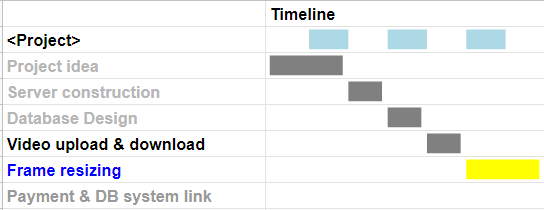 Timeline
<Project>
Project idea
Server construction
Database Design
Video upload & download
Frame resizing
Payment & DB system link